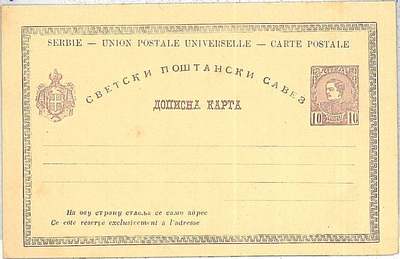 SERBIE — UNION POSTALE UNIVERSELLE — CARTE POSTALE
СВЕТСКИ ПОШТАНСКИ САВЕЗ
ДОПИСНА КАРТА
10 10
На ову страну ставља се само адрес
Ce côté reservé exclusivement à l'adresse